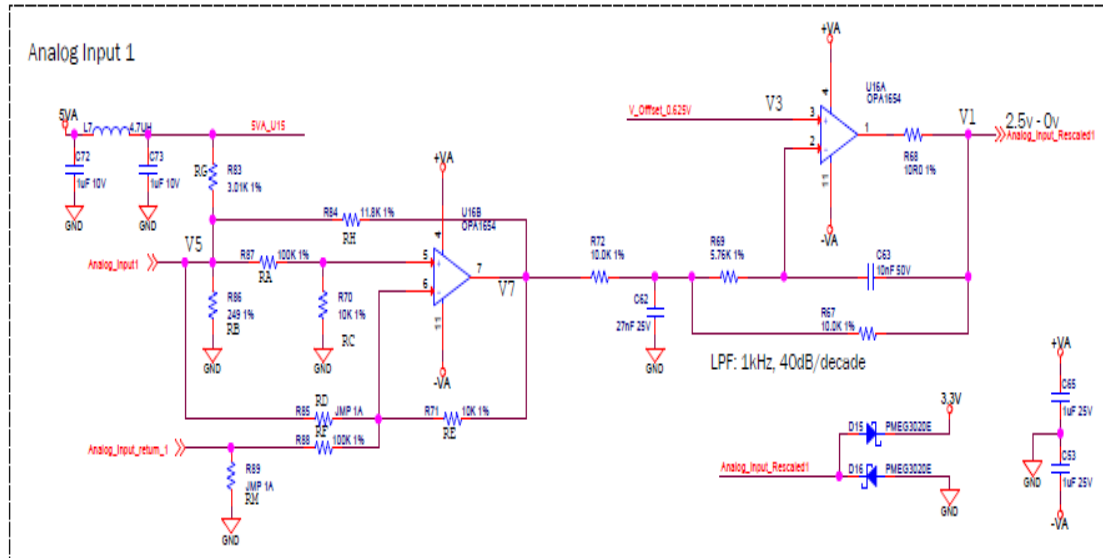 Analog Input 1
5VA
L7
4.7UH
5VA_U15
C72
1uF 10V
C73
1uF 10V
GND
GND
RG
R83
3.01K 1%
R84
11.8K 1%
RH
+VA
4
U16B
OPA1654
V5
Analog_Input1
R87
100K 1%
RA
5
+
6
-
7
V7
11
-VA
R86
249 1%
RB
GND
R70
10K 1%
RC
GND
RD
R85
JMP 1A
RF
R71
10K 1%
RE
Analog_Input_return_1
R88
100K 1%
R89
JMP 1A
RM
GND
+VA
4
U16A
OPA1654
V_Offset_0.625V
V3
3
+
2
-
1
11
-VA
R68
10R0 1%
V1
2.5v - 0v
Analog_Input_Rescaled1
R72
10.0K 1%
R69
5.76K 1%
C63
10nF 50V
C62
27nF 25V
GND
R67
10.0K 1%
LPF: 1kHz, 40dB/decade
3.3V
D15
PMEG3020E
Analog_Input_Rescaled1
D16
PMEG3020E
GND
+VA
C65
1uF 25V
GND
C53
1uF 25V
-VA